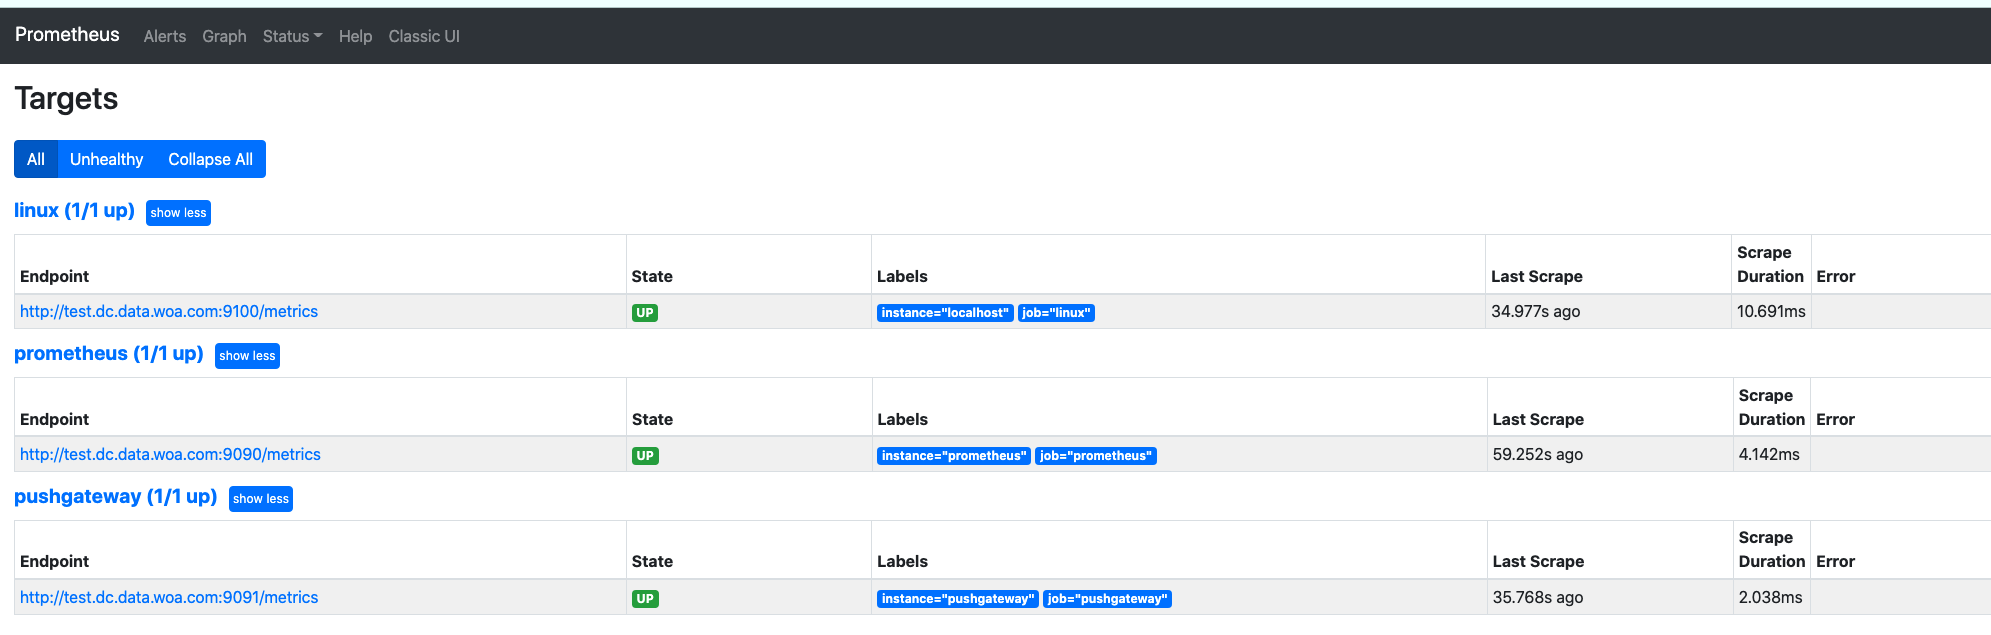 Prometheus Alerts Graph Status Help Classic UI
Targets
All Unhealthy Collapse All
linux (1/1 up) show less
Endpoint State Labels Last Scrape Scrape Duration Error
http://test.dc.data.woa.com:9100/metrics UP instance="localhost" job="linux" 34.977s ago 10.691ms
prometheus (1/1 up) show less
Endpoint State Labels Last Scrape Scrape Duration Error
http://test.dc.data.woa.com:9090/metrics UP instance="prometheus" job="prometheus" 59.252s ago 4.142ms
pushgateway (1/1 up) show less
Endpoint State Labels Last Scrape Scrape Duration Error
http://test.dc.data.woa.com:9091/metrics UP instance="pushgateway" job="pushgateway" 35.768s ago 2.038ms